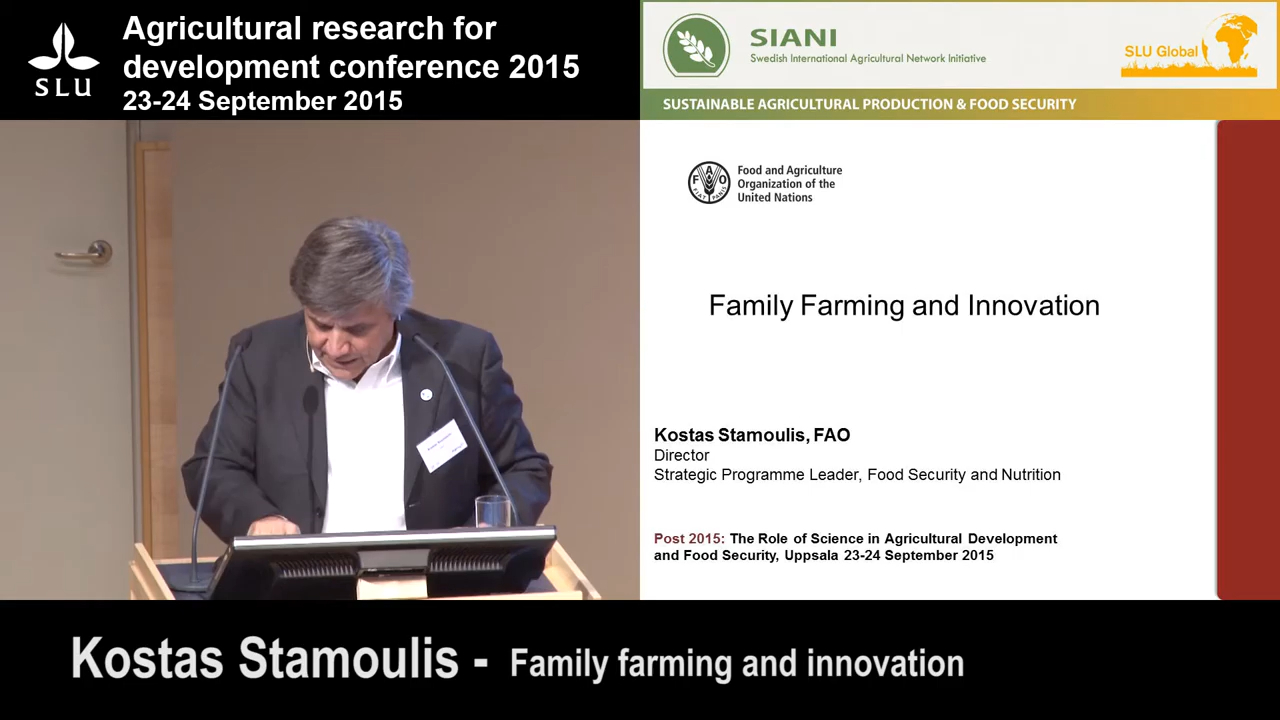 Agricultural research for
development conference 2015
23-24 September 2015
SLU
SIANI
Swedish International Agricultural Network Initiative
SLU Global
SUSTAINABLE AGRICULTURAL PRODUCTION & FOOD SECURITY
F A O
FIAT PANIS
Food and Agriculture
Organization of the
United Nations
Family Farming and Innovation
Kostas Stamoulis, FAO
Director
Strategic Programme Leader, Food Security and Nutrition
Post 2015: The Role of Science in Agricultural Development
and Food Security, Uppsala 23-24 September 2015
Kostas Stamoulis - Family farming and innovation